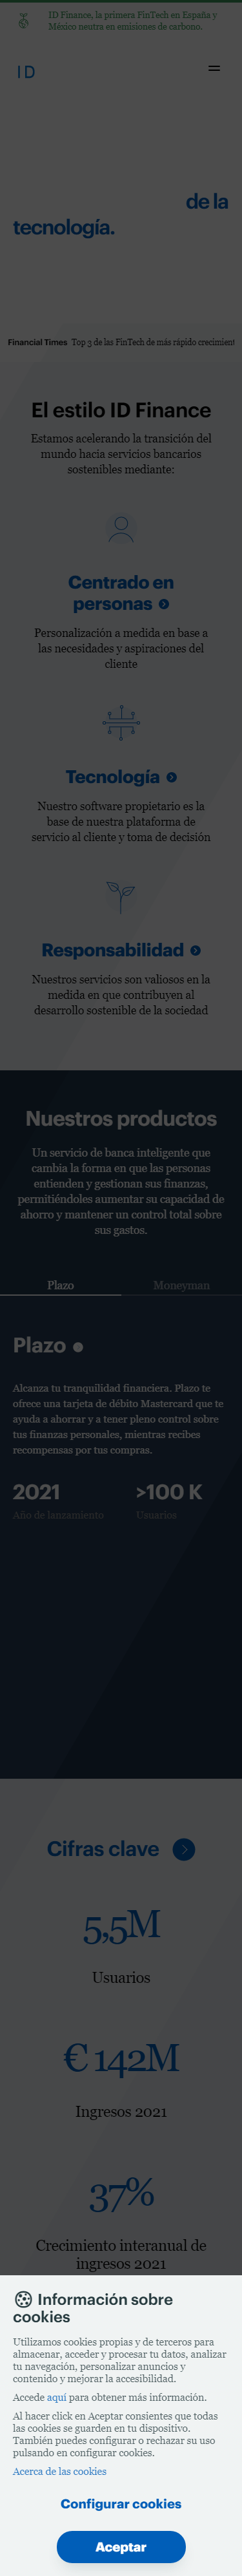 ID Finance, la primera FinTech en España y
México neutra en emisiones de carbono.
ID
de la
tecnología.
Financial Times Top 3 de las FinTech de más rápido crecimient
El estilo ID Finance
Estamos acelerando la transición del
mundo hacia servicios bancarios
sostenibles mediante:
Centrado en
personas
Personalización a medida en base a
las necesidades y aspiraciones del
cliente
Tecnología
Nuestro software propietario es la
base de nuestra plataforma de
servicio al cliente y toma de decisión
Responsabilidad
Nuestros servicios son valiosos en la
medida en que contribuyen al
desarrollo sostenible de la sociedad
Nuestros productos
Un servicio de banca inteligente que
cambia la forma en que las personas
entienden y gestionan sus finanzas,
permitiéndoles aumentar su capacidad de
ahorro y mantener un control total sobre
sus gastos.
Plazo Moneyman
Plazo
Alcanza tu tranquilidad financiera. Plazo te
ofrece una tarjeta de débito Mastercard que te
ayuda a ahorrar y a tener pleno control sobre
tus finanzas personales, mientras recibes
recompensas por tus compras.
2021 >100 K
Año de lanzamiento Usuarios
Cifras clave
5,5M
Usuarios
€ 142M
Ingresos 2021
37%
Crecimiento interanual de
ingresos 2021
Información sobre
cookies
Utilizamos cookies propias y de terceros para
almacenar, acceder y procesar tu datos, analizar
tu navegación, personalizar anuncios y
contenido y mejorar la accesibilidad.
Accede aquí para obtener más información.
Al hacer click en Aceptar consientes que todas
las cookies se guarden en tu dispositivo.
También puedes configurar o rechazar su uso
pulsando en configurar cookies.
Acerca de las cookies
Configurar cookies
Aceptar